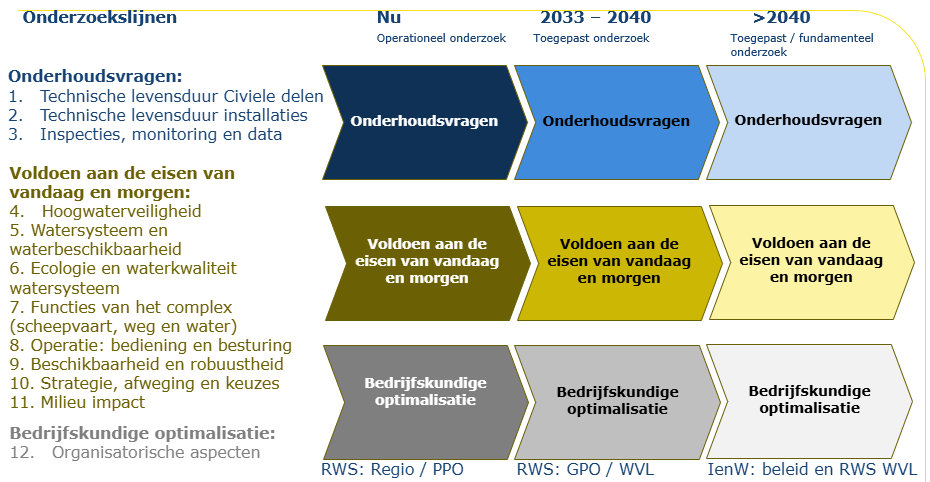 Onderzoekslijnen
Nu
2033 – 2040
>2040
Operationeel onderzoek
Toegepast onderzoek
Toegepast / fundamenteel
onderzoek
Onderhoudsvragen:
1. Technische levensduur Civiele delen
2. Technische levensduur installaties
3. Inspecties, monitoring en data
Onderhoudsvragen
Onderhoudsvragen
Onderhoudsvragen
Voldoen aan de eisen van
vandaag en morgen:
4. Hoogwaterveiligheid
5. Watersysteem en
waterbeschikbaarheid
6. Ecologie en waterkwaliteit
watersysteem
7. Functies van het complex
(scheepvaart, weg en water)
8. Operatie: bediening en besturing
9. Beschikbaarheid en robuustheid
10. Strategie, afweging en keuzes
11. Milieu impact
Voldoen aan de
eisen van vandaag
en morgen
Voldoen aan de
eisen van vandaag
en morgen
Voldoen aan de
eisen van vandaag
en morgen
Bedrijfskundige optimalisatie:
12. Organisatorische aspecten
Bedrijfskundige
optimalisatie
Bedrijfskundige
optimalisatie
Bedrijfskundige
optimalisatie
RWS: Regio / PPO
RWS: GPO / WVL
IenW: beleid en RWS WVL